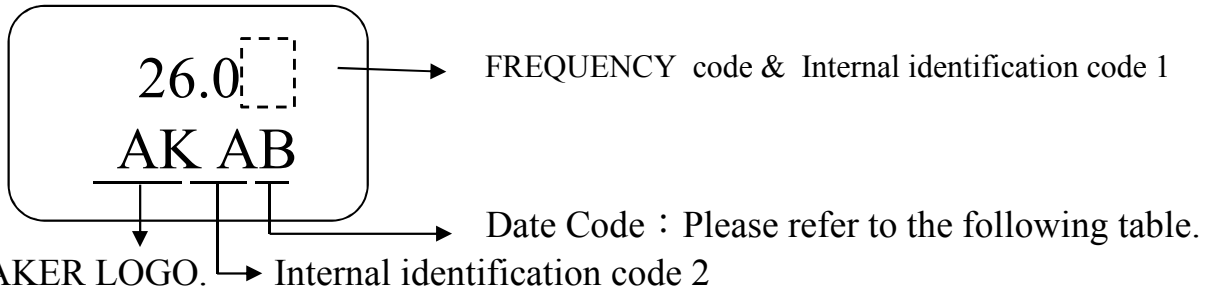 26.0
FREQUENCY code & Internal identification code 1
AK AB
Date Code：Please refer to the following table.
AKER LOGO. Internal identification code 2